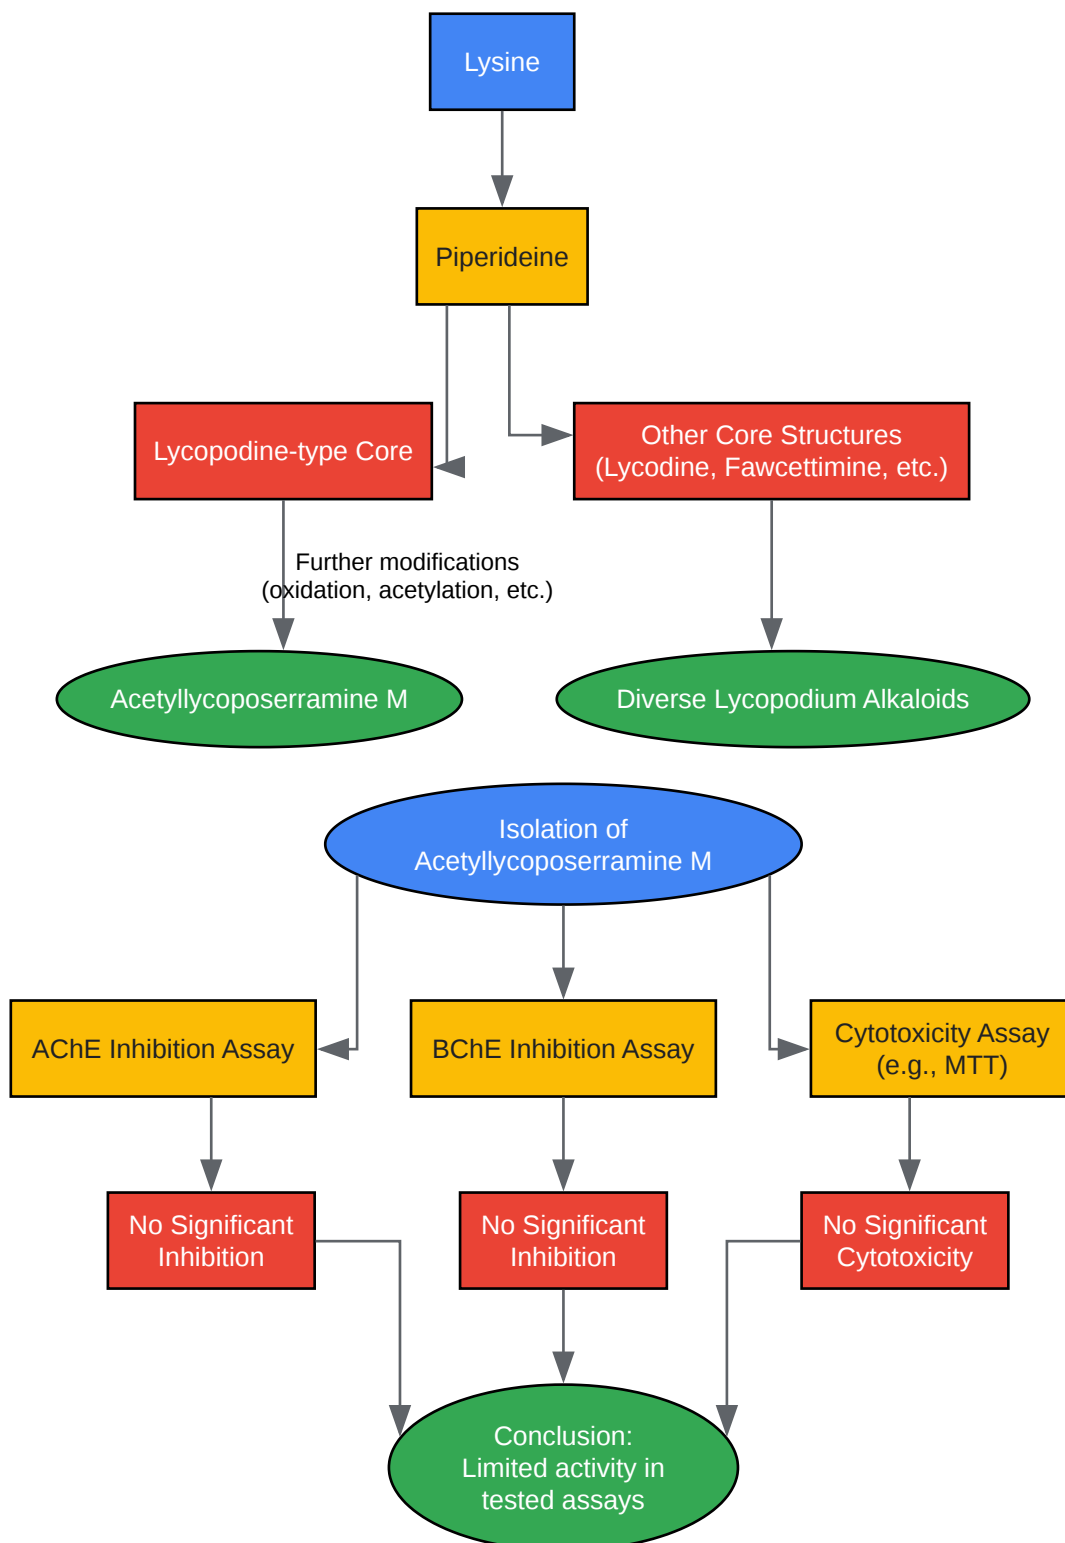 Lysine
Piperideine
Lycopodine-type Core
Other Core Structures
(Lycodine, Fawcettimine, etc.)
Further modifications
(oxidation, acetylation, etc.)
Acetyllycoposerramine M
Diverse Lycopodium Alkaloids
Isolation of
Acetyllycoposerramine M
AChE Inhibition Assay
BChE Inhibition Assay
Cytotoxicity Assay
(e.g., MTT)
No Significant
Inhibition
No Significant
Inhibition
No Significant
Cytotoxicity
Conclusion:
Limited activity in
tested assays